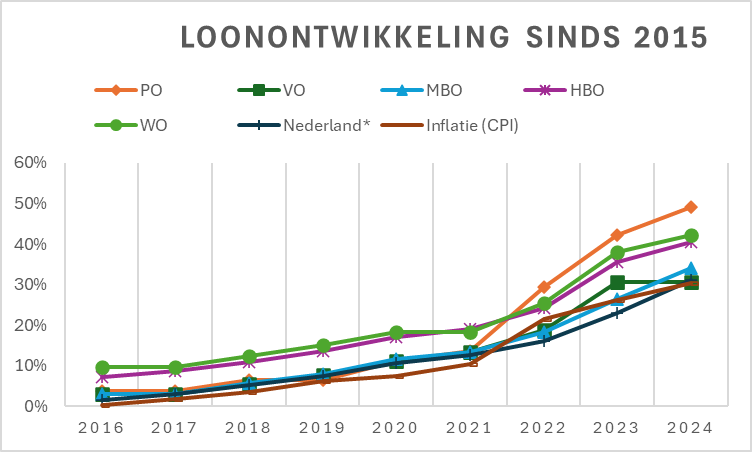 LOONONTWIKKELING SINDS 2015
PO VO MBO HBO
WO Nederland* Inflatie (CPI)
60%
50%
40%
30%
20%
10%
0%
2016 2017 2018 2019 2020 2021 2022 2023 2024